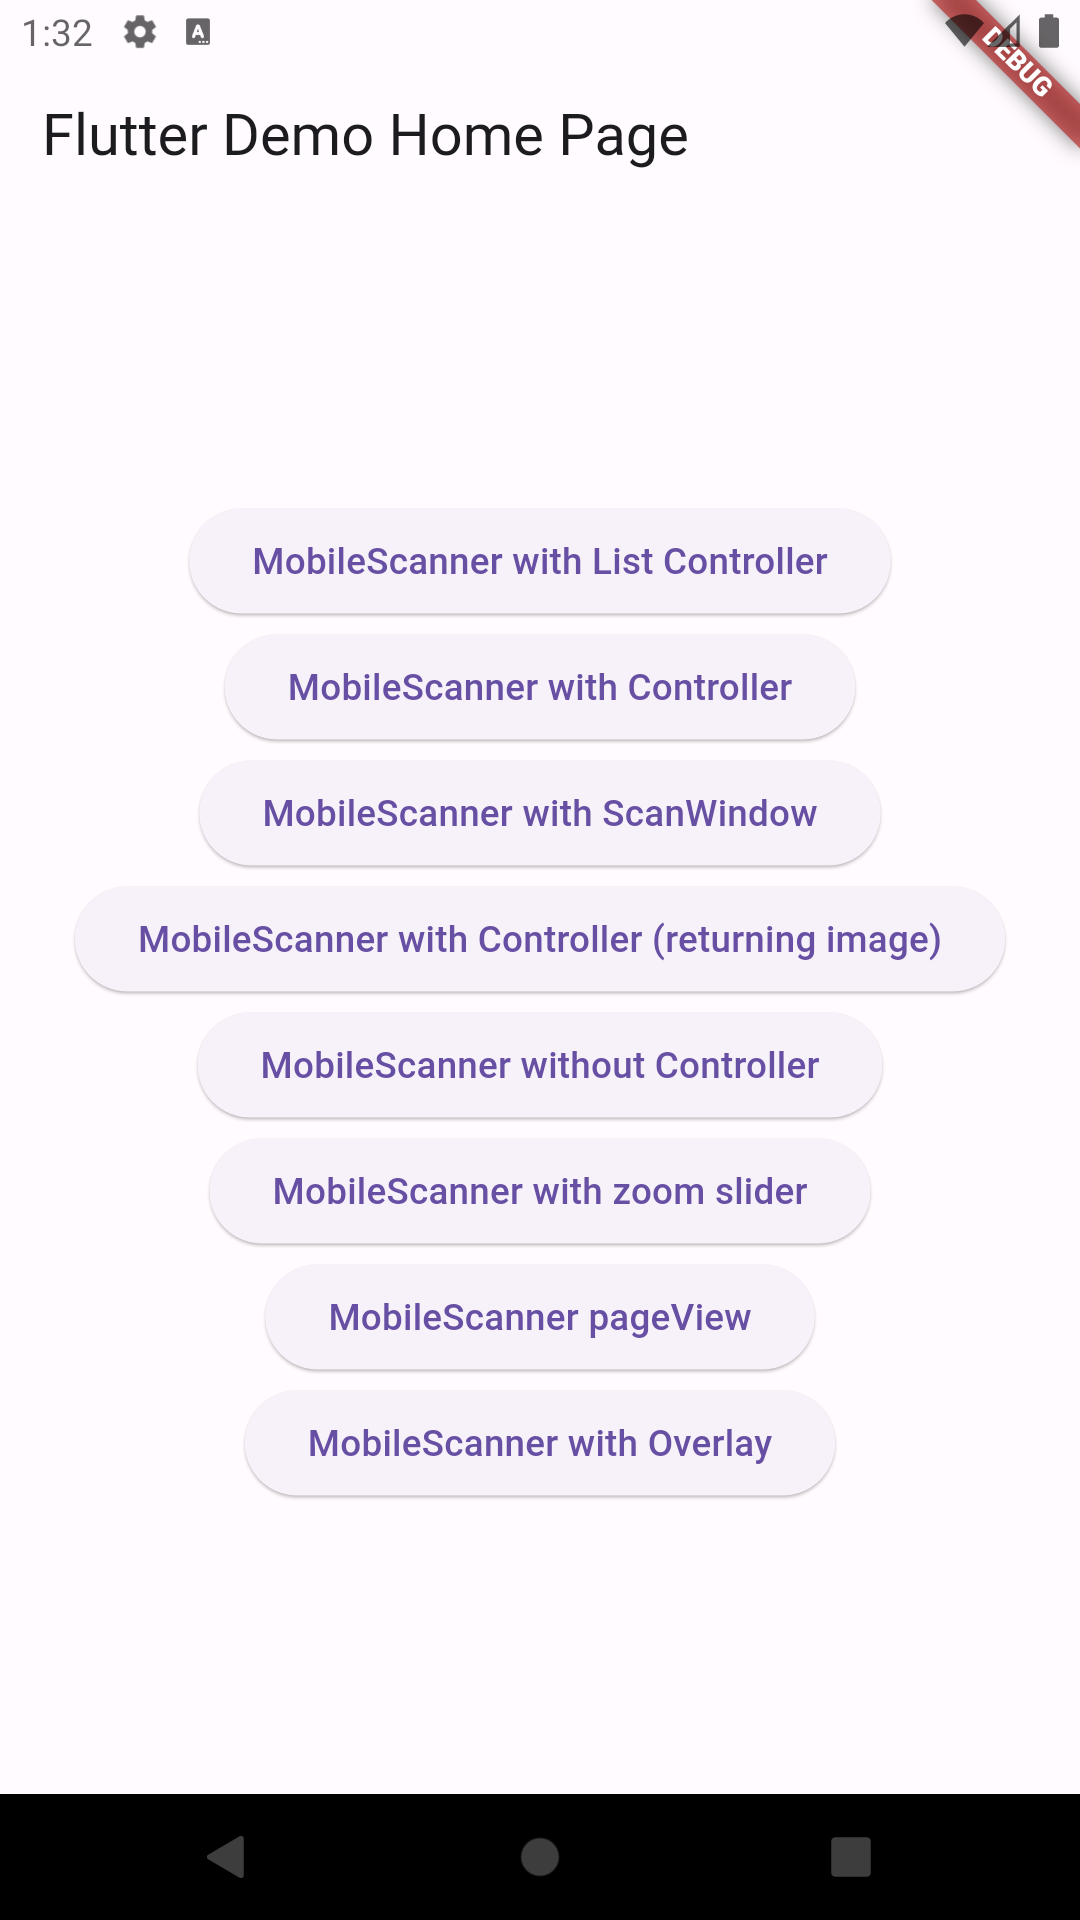 1:32
DEBUG
Flutter Demo Home Page
MobileScanner with List Controller
MobileScanner with Controller
MobileScanner with ScanWindow
MobileScanner with Controller (returning image)
MobileScanner without Controller
MobileScanner with zoom slider
MobileScanner pageView
MobileScanner with Overlay